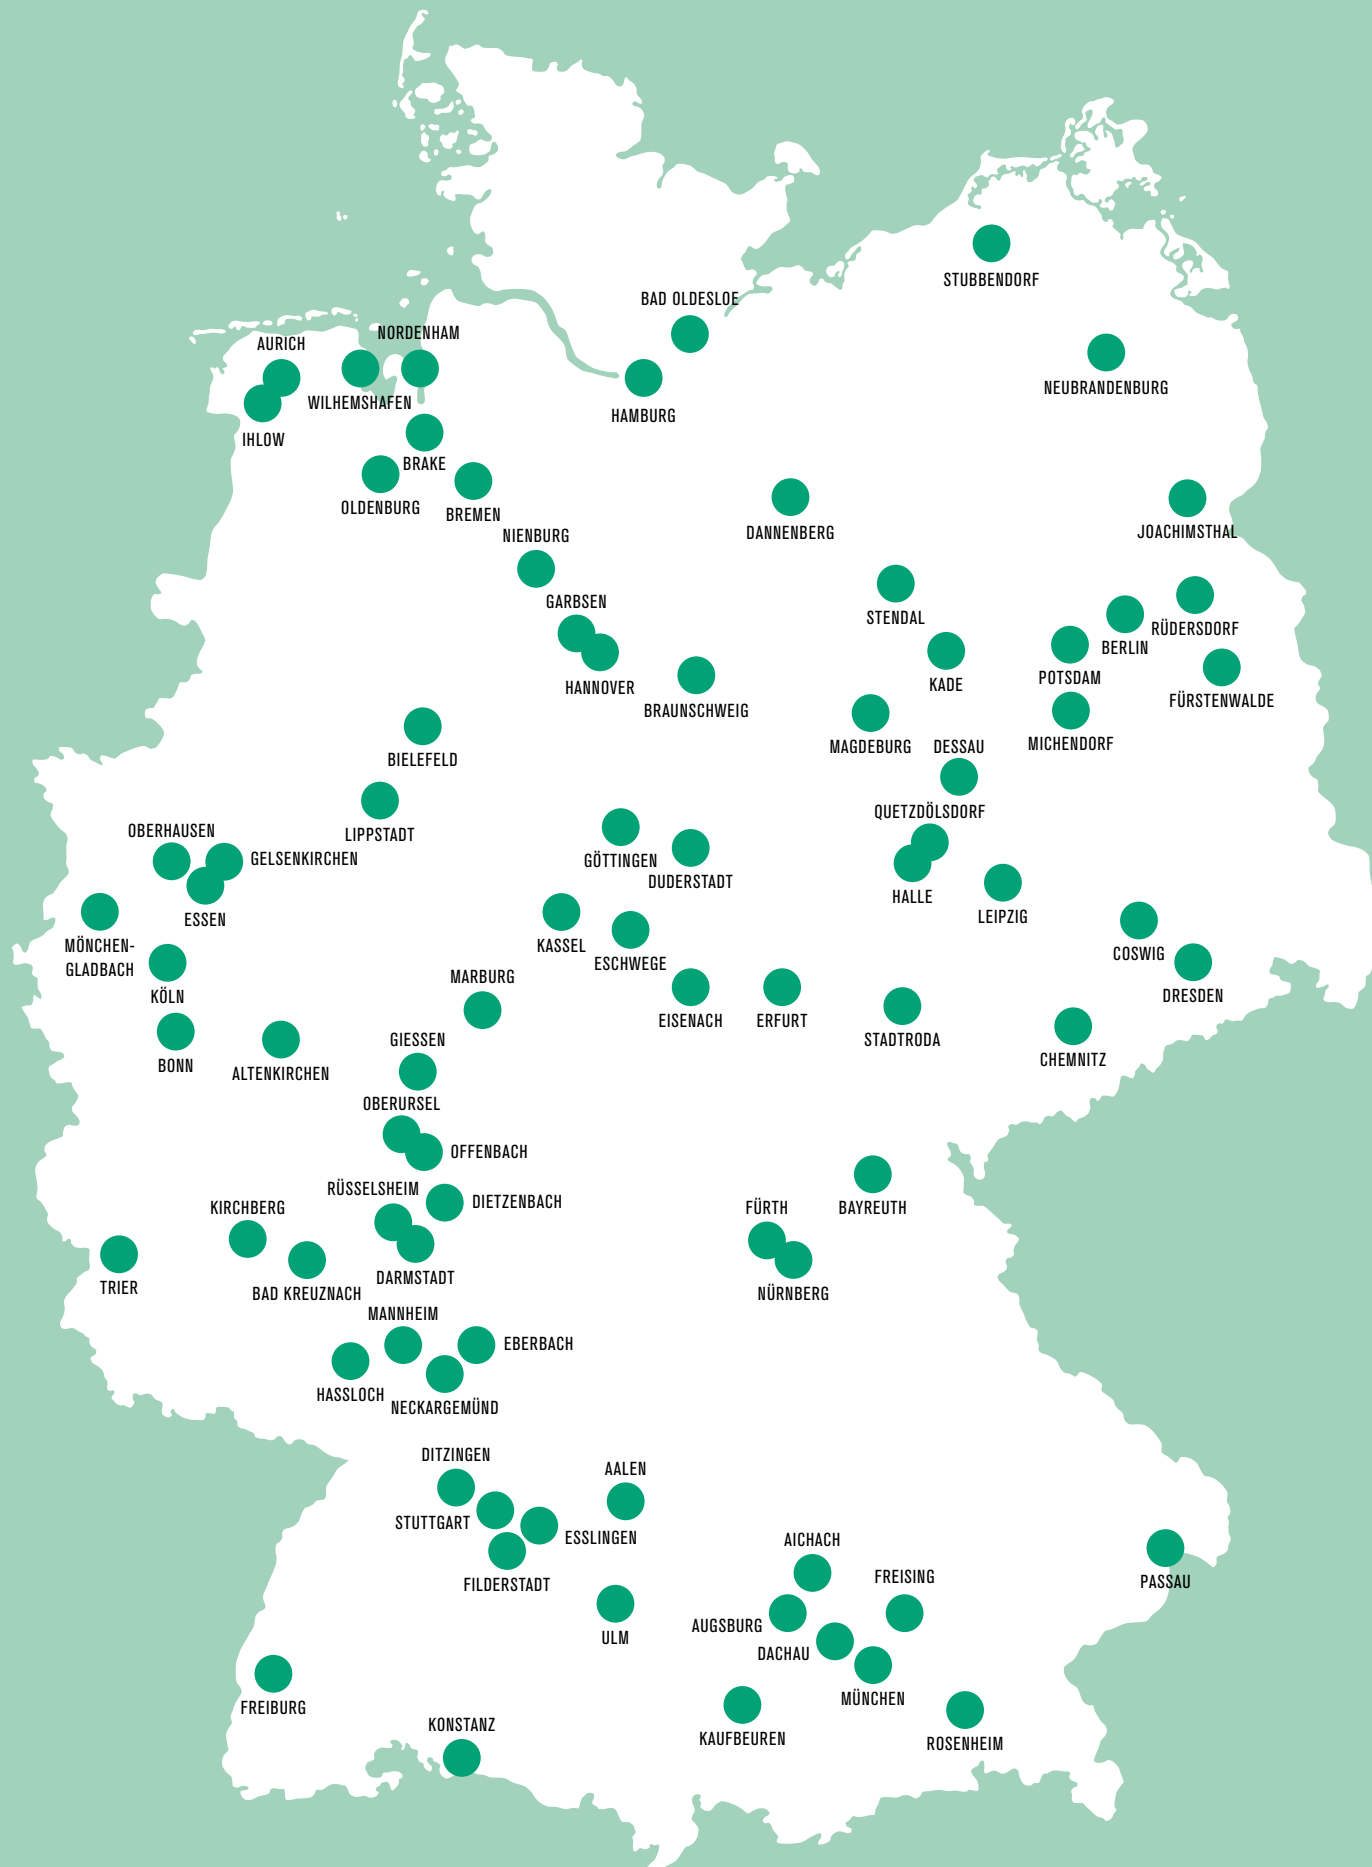 STUBBENDORF
BAD OLDESLOE
NORDENHAM
AURICH
NEUBRANDENBURG
WILHEMSHAFEN
HAMBURG
IHLOW
BRAKE
OLDENBURG
BREMEN
DANNENBERG
JOACHIMSTHAL
NIENBURG
GARBSEN
STENDAL
RÜDERSDORF
BERLIN
POTSDAM
KADE
HANNOVER
FÜRSTENWALDE
BRAUNSCHWEIG
MICHENDORF
MAGDEBURG
DESSAU
BIELEFELD
QUETZDÖLSDORF
OBERHAUSEN
LIPPSTADT
GELSENKIRCHEN
GÖTTINGEN
DUDERSTADT
HALLE
LEIPZIG
ESSEN
MÖNCHEN-
GLADBACH
KASSEL
COSWIG
ESCHWEGE
MARBURG
KÖLN
DRESDEN
EISENACH
ERFURT
GIESSEN
STADTRODA
CHEMNITZ
BONN
ALTENKIRCHEN
OBERURSEL
OFFENBACH
RÜSSELSHEIM
DIETZENBACH
KIRCHBERG
FÜRTH
BAYREUTH
DARMSTADT
TRIER
BAD KREUZNACH
NÜRNBERG
MANNHEIM
EBERBACH
HASSLOCH
NECKARGEMÜND
DITZINGEN
AALEN
STUTTGART
ESSLINGEN
AICHACH
FREISING
FILDERSTADT
PASSAU
AUGSBURG
ULM
DACHAU
MÜNCHEN
FREIBURG
KONSTANZ
KAUFBEUREN
ROSENHEIM